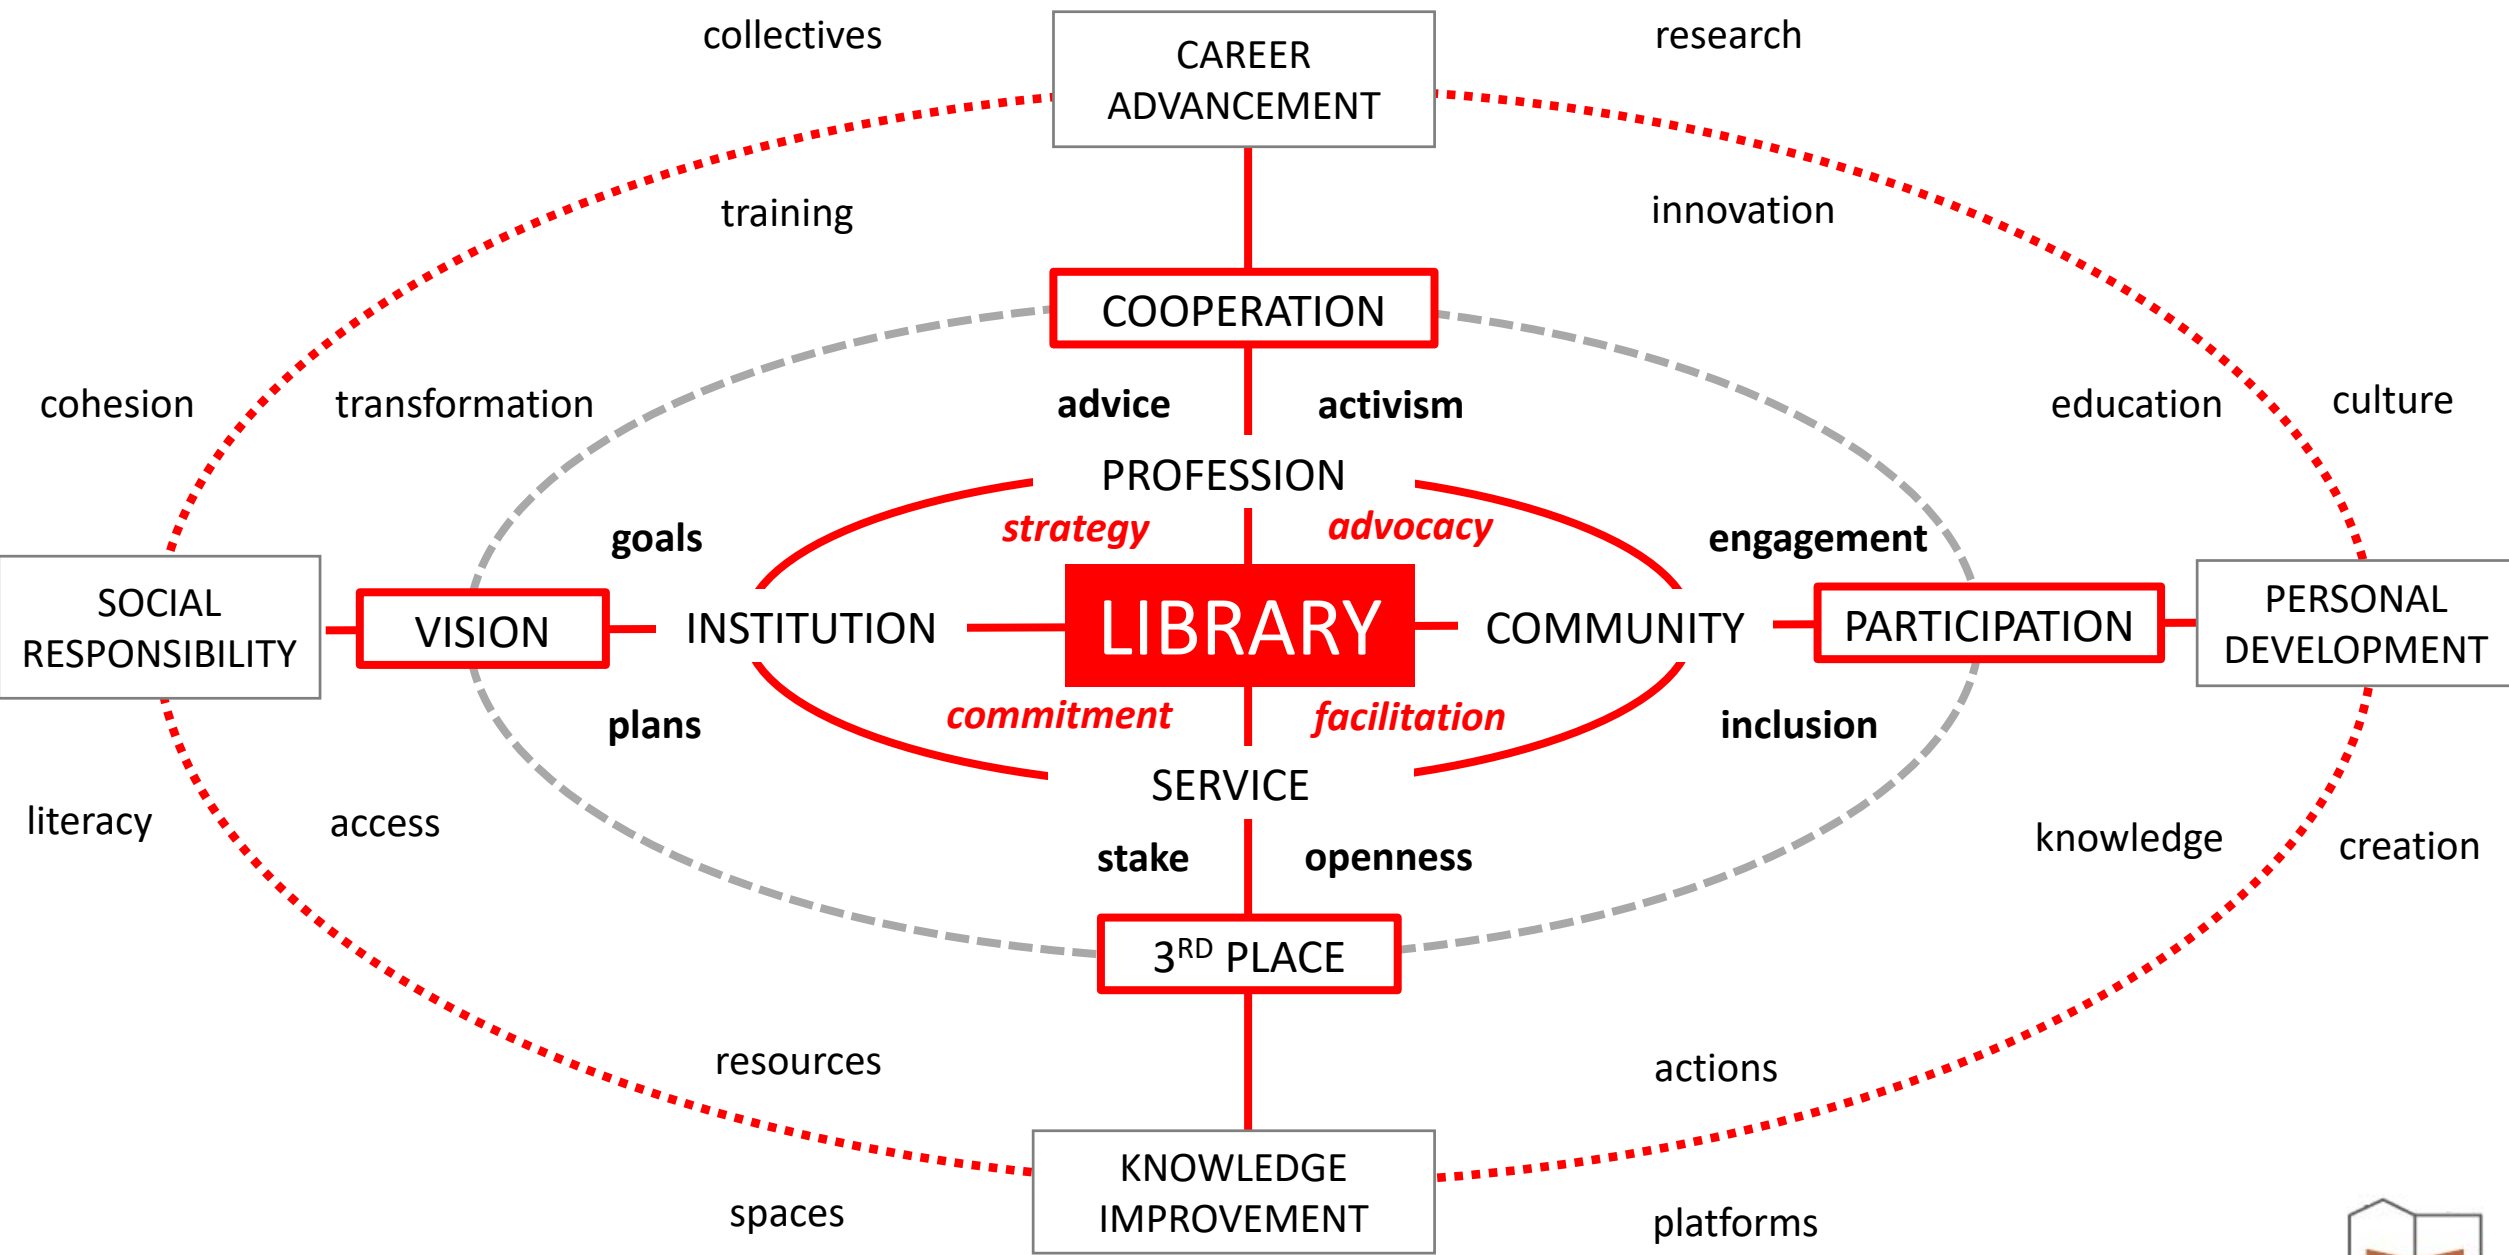 collectives
CAREER
ADVANCEMENT
research
training
innovation
COOPERATION
cohesion
transformation
advice
activism
education
culture
PROFESSION
goals
strategy
advocacy
engagement
SOCIAL
RESPONSIBILITY
VISION
INSTITUTION
LIBRARY
COMMUNITY
PARTICIPATION
PERSONAL
DEVELOPMENT
plans
commitment
facilitation
inclusion
SERVICE
literacy
access
stake
openness
knowledge
creation
3RD PLACE
resources
actions
KNOWLEDGE
IMPROVEMENT
spaces
platforms